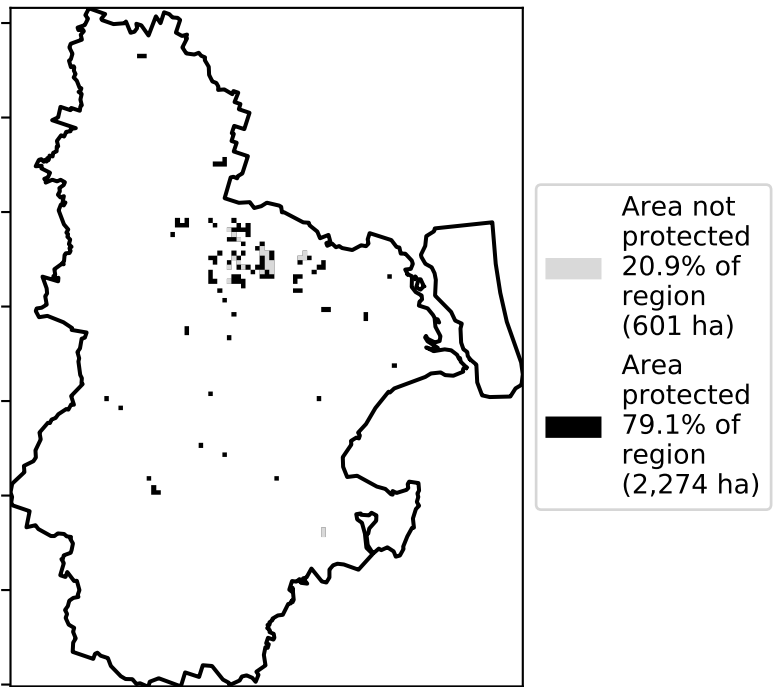 Area not
protected
20.9% of
region
(601 ha)
Area
protected
79.1% of
region
(2,274 ha)